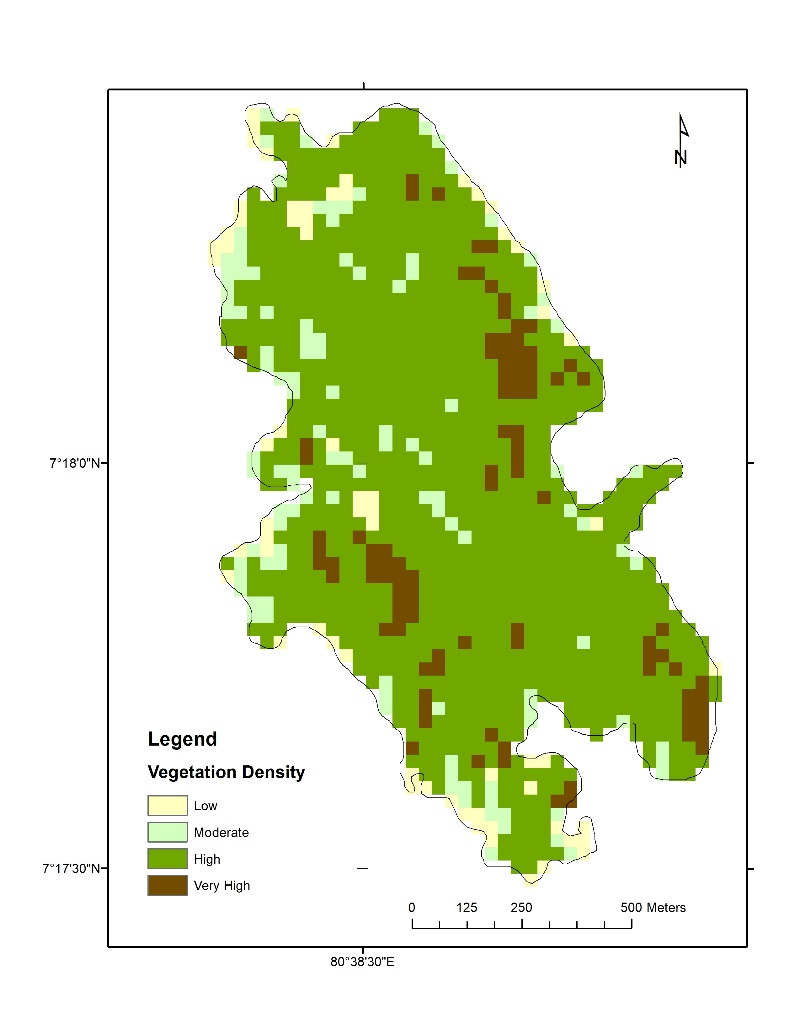 N
7°18'0"N
Legend
Vegetation Density
Low
Moderate
High
Very High
7°17'30"N
0 125 250 500 Meters
80°38'30"E